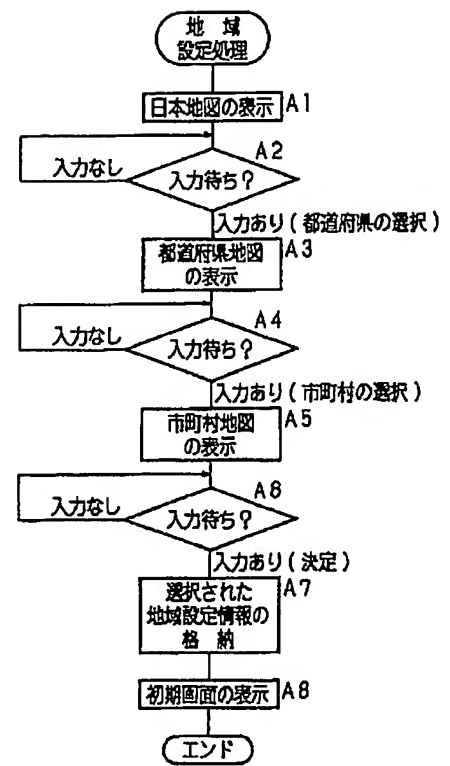 地 域
設定処理
日本地図の表示 A1
A2
入力なし
入力待ち?
入力あり(都道府県の選択)
都道府県地図 A3
の表示
A4
入力なし
入力待ち?
入力あり(市町村の選択)
市町村地図 A5
の表示
A6
入力なし
入力待ち?
入力あり(決定)
選択された A7
地域設定情報の
格 納
初期画面の表示 A8
エンド